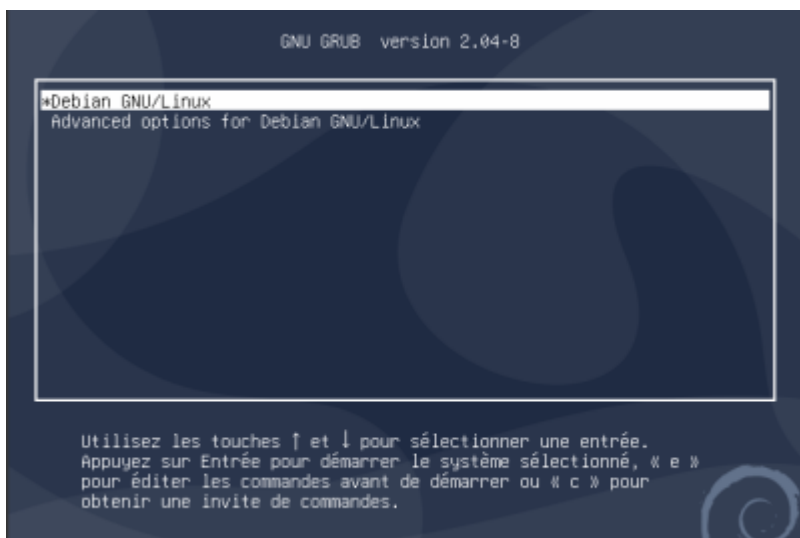 GNU GRUB version 2.04-8
*Debian GNU/Linux
Advanced options for Debian GNU/Linux
Utilisez les touches ↑ et ↓ pour sélectionner une entrée.
Appuyez sur Entrée pour démarrer le système sélectionné, « e »
pour éditer les commandes avant de démarrer ou « c » pour
obtenir une invite de commandes.